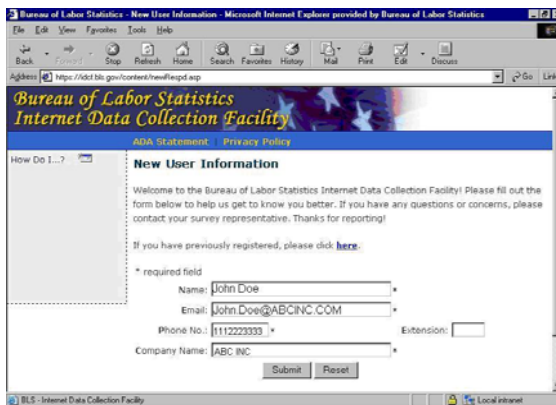 Bureau of Labor Statistics - New User Information - Microsoft Internet Explorer provided by Bureau of Labor Statistics
File Edit View Favorites Tools Help
Back Forward Stop Refresh Home Search Favorites History Mail Print Edit Discuss
Address https://idcf.bls.gov/content/newRespd.asp Go Link
Bureau of Labor Statistics
Internet Data Collection Facility
ADA Statement | Privacy Policy
How Do I...?
New User Information
Welcome to the Bureau of Labor Statistics Internet Data Collection Facility! Please fill out the
form below to help us get to know you better. If you have any questions or concerns, please
contact your survey representative. Thanks for reporting!
If you have previously registered, please click here.
* required field
Name: John Doe *
Email: John.Doe@ABCINC.COM *
Phone No.: 1112223333 * Extension:
Company Name: ABC INC *
Submit Reset
BLS - Internet Data Collection Facility Local intranet